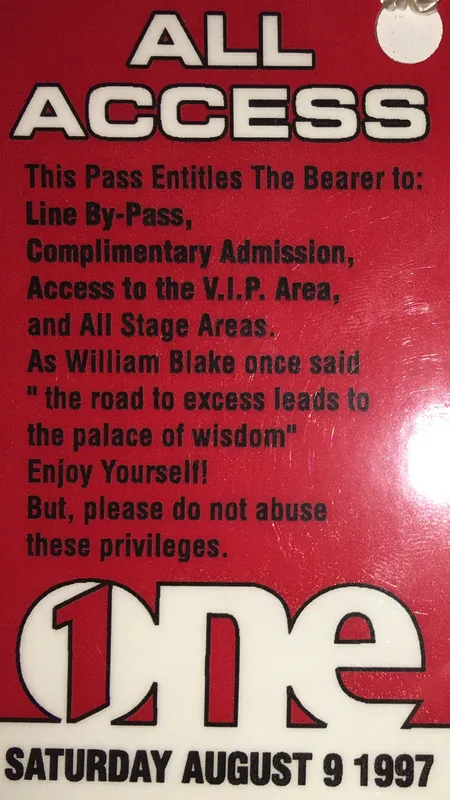 ALL
ACCESS
This Pass Entitles The Bearer to:
Line By-Pass,
Complimentary Admission,
Access to the V.I.P. Area,
and All Stage Areas.
As William Blake once said
" the road to excess leads to
the palace of wisdom"
Enjoy Yourself!
But, please do not abuse
these privileges.
1one
SATURDAY AUGUST 9 1997